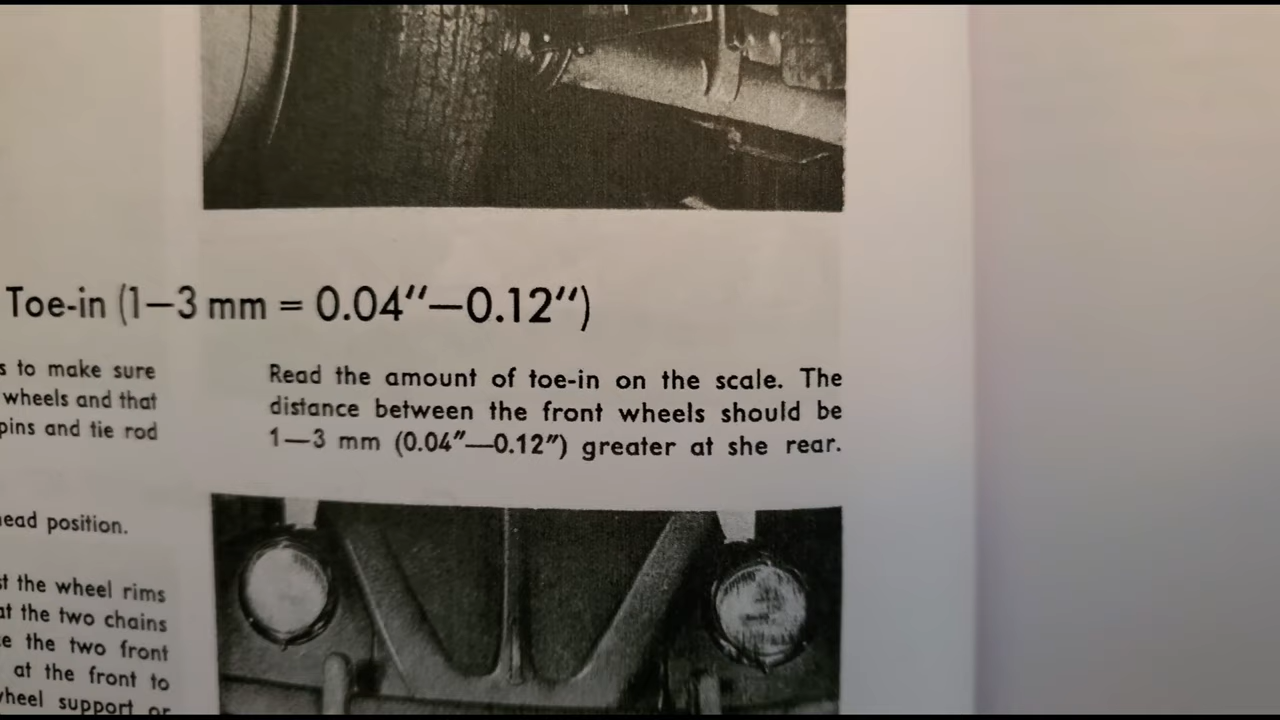 Toe-in (1—3 mm = 0.04"—0.12")
s to make sure
wheels and that
pins and tie rod
Read the amount of toe-in on the scale. The
distance between the front wheels should be
1—3 mm (0.04"—0.12") greater at she rear.
ead position.
t the wheel rims
at the two chains
e the two front
at the front to
wheel support or